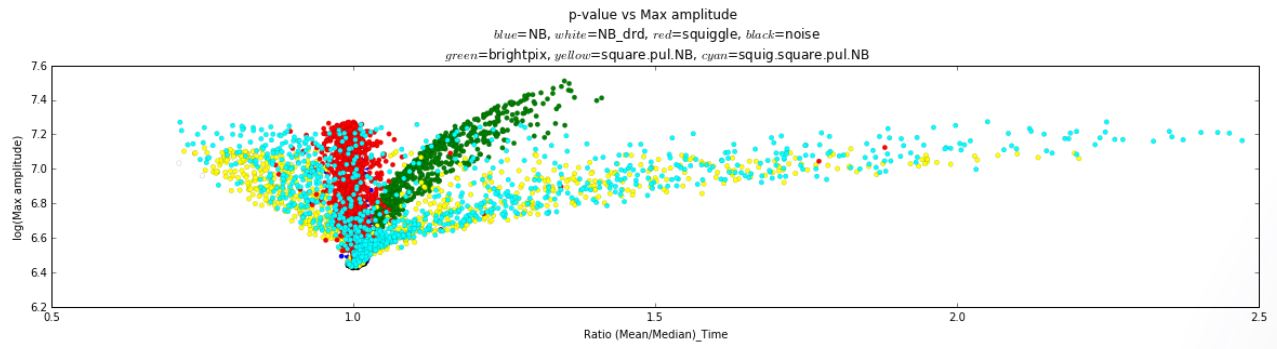 p-value vs Max amplitude
blue=NB, white=NB_drd, red=squiggle, black=noise
green=brightpix, yellow=square.pul.NB, cyan=squig.square.pul.NB
7.6
7.4
7.2
7.0
6.8
6.6
6.4
6.2
log(Max amplitude)
0.5 1.0 1.5 2.0 2.5
Ratio (Mean/Median)_Time